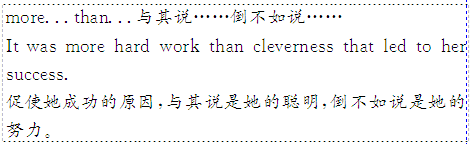 more...than...与其说……倒不如说……
It was more hard work than cleverness that led to her
success.
促使她成功的原因,与其说是她的聪明,倒不如说是她的
努力。